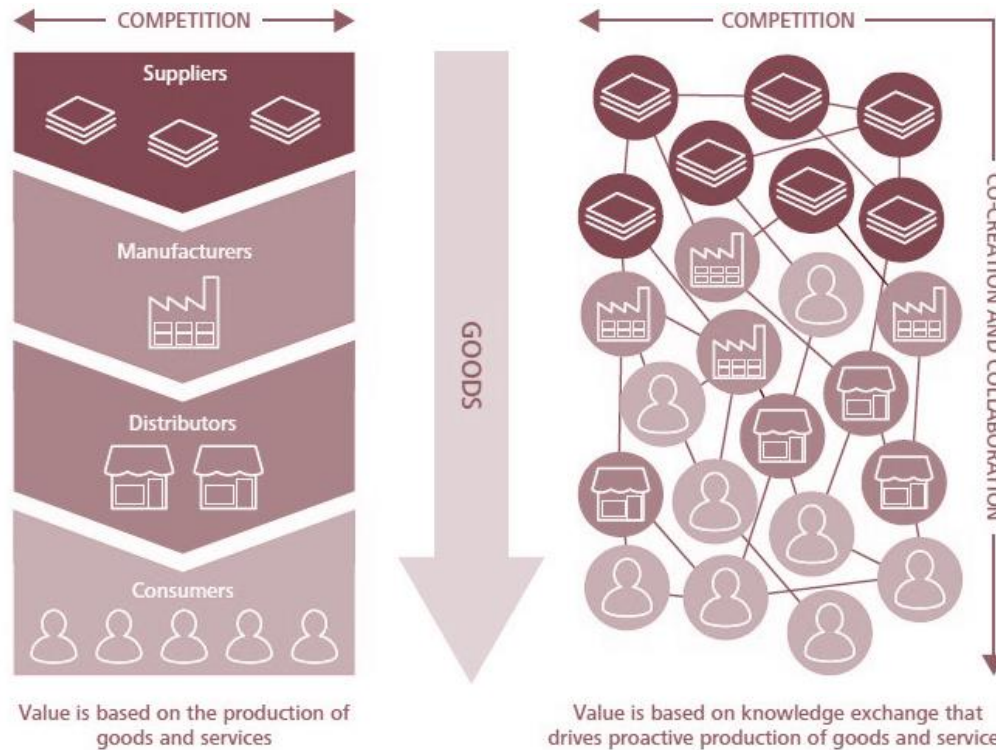 COMPETITION
Suppliers
Manufacturers
Distributors
Consumers
Value is based on the production of
goods and services
GOODS
COMPETITION
CO-CREATION AND COLLABORATION
Value is based on knowledge exchange that
drives proactive production of goods and service